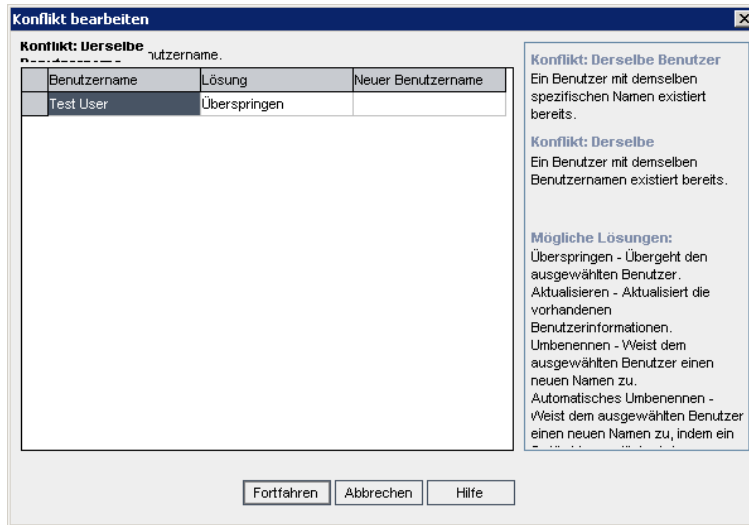 Konflikt bearbeiten
Konflikt: Derselbe
nutzername.
Benutzername Lösung Neuer Benutzername
Test User Überspringen
Konflikt: Derselbe Benutzer
Ein Benutzer mit demselben
spezifischen Namen existiert
bereits.
Konflikt: Derselbe
Ein Benutzer mit demselben
Benutzernamen existiert bereits.
Mögliche Lösungen:
Überspringen - Übergeht den
ausgewählten Benutzer.
Aktualisieren - Aktualisiert die
vorhandenen
Benutzerinformationen.
Umbenennen - Weist dem
ausgewählten Benutzer einen
neuen Namen zu.
Automatisches Umbenennen -
Weist dem ausgewählten Benutzer
einen neuen Namen zu, indem ein
Fortfahren Abbrechen Hilfe